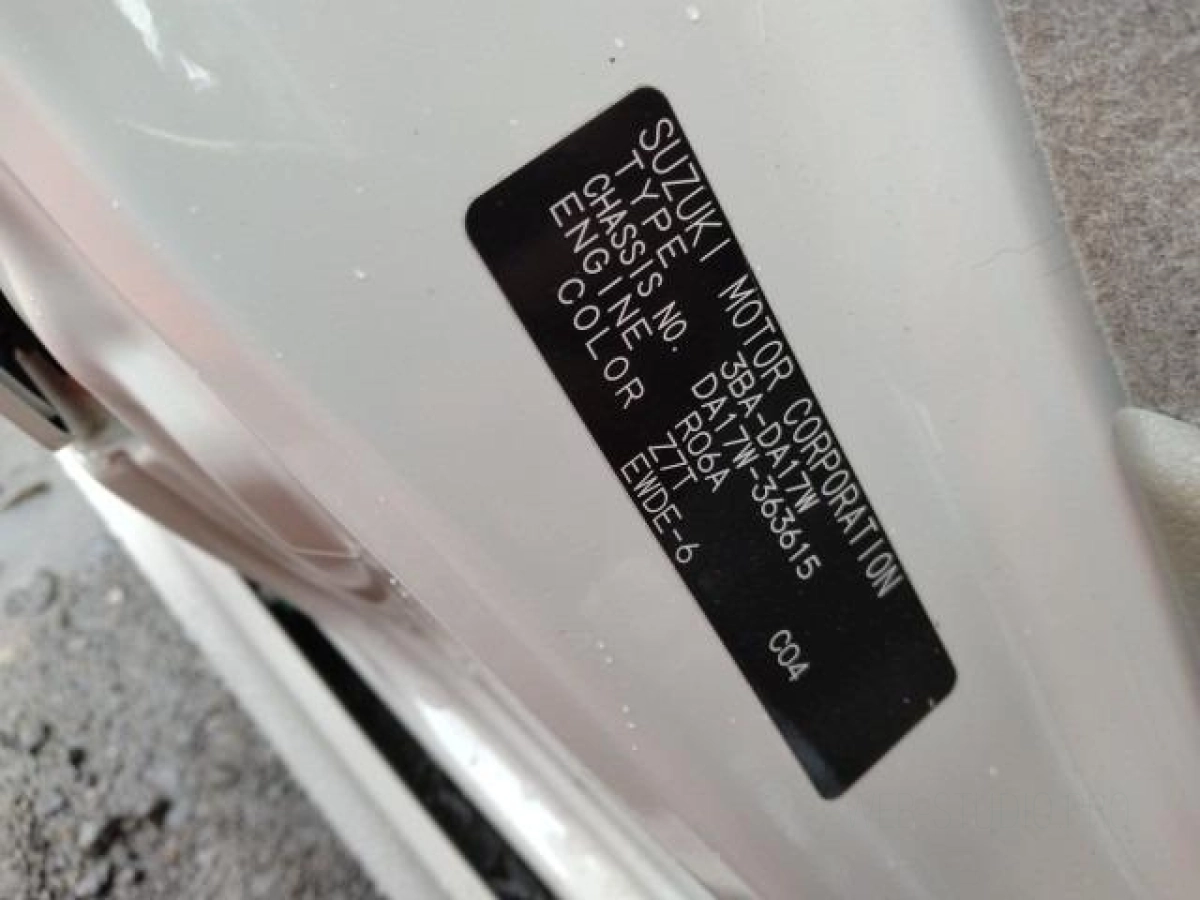 SUZUKI MOTOR CORPORATION
TYPE 3BA-DA17W
CHASSIS NO. DA17W-363615
ENGINE R06A
COLOR Z7T C04
EWDE-6